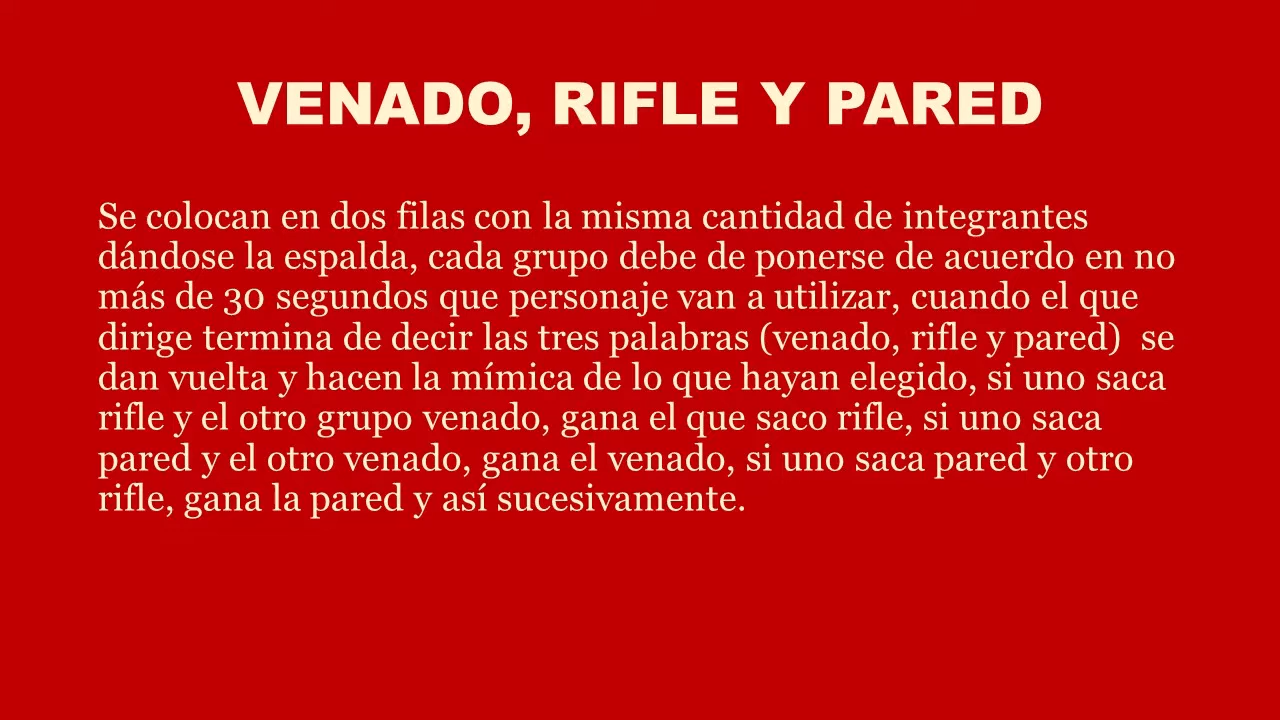 VENADO, RIFLE Y PARED
Se colocan en dos filas con la misma cantidad de integrantes
dándose la espalda, cada grupo debe de ponerse de acuerdo en no
más de 30 segundos que personaje van a utilizar, cuando el que
dirige termina de decir las tres palabras (venado, rifle y pared)  se
dan vuelta y hacen la mímica de lo que hayan elegido, si uno saca
rifle y el otro grupo venado, gana el que saco rifle, si uno saca
pared y el otro venado, gana el venado, si uno saca pared y otro
rifle, gana la pared y así sucesivamente.